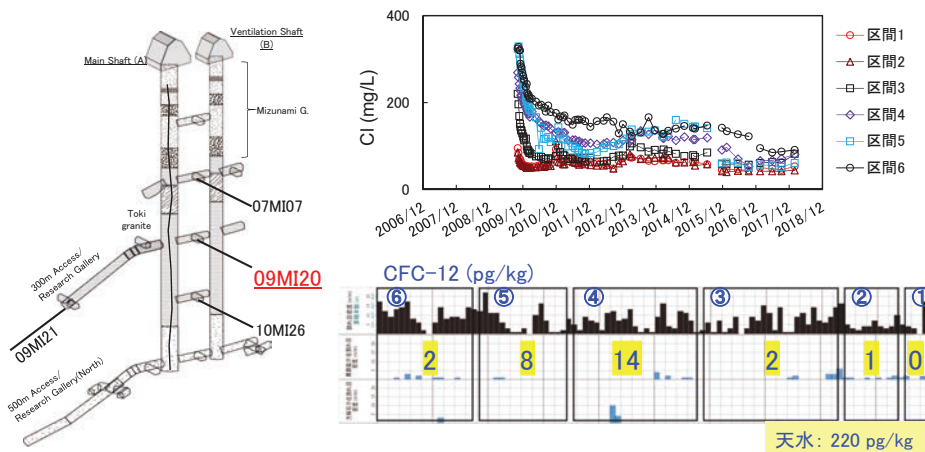 Ventilation Shaft
(B)
Main Shaft (A)
Mizunami G.
07MI07
Toki
granite
300m Access/
Research Gallery
09MI20
09MI21
10MI26
500m Access/
Research Gallery(North)
Cl (mg/L)
400
200
0
2006/12
2007/12
2008/12
2009/12
2010/12
2011/12
2012/12
2013/12
2014/12
2015/12
2016/12
2017/12
2018/12
区間1
区間2
区間3
区間4
区間5
区間6
CFC-12 (pg/kg)
⑥ ⑤ ④ ③ ② ①
2 8 14 2 1 0
天水: 220 pg/kg